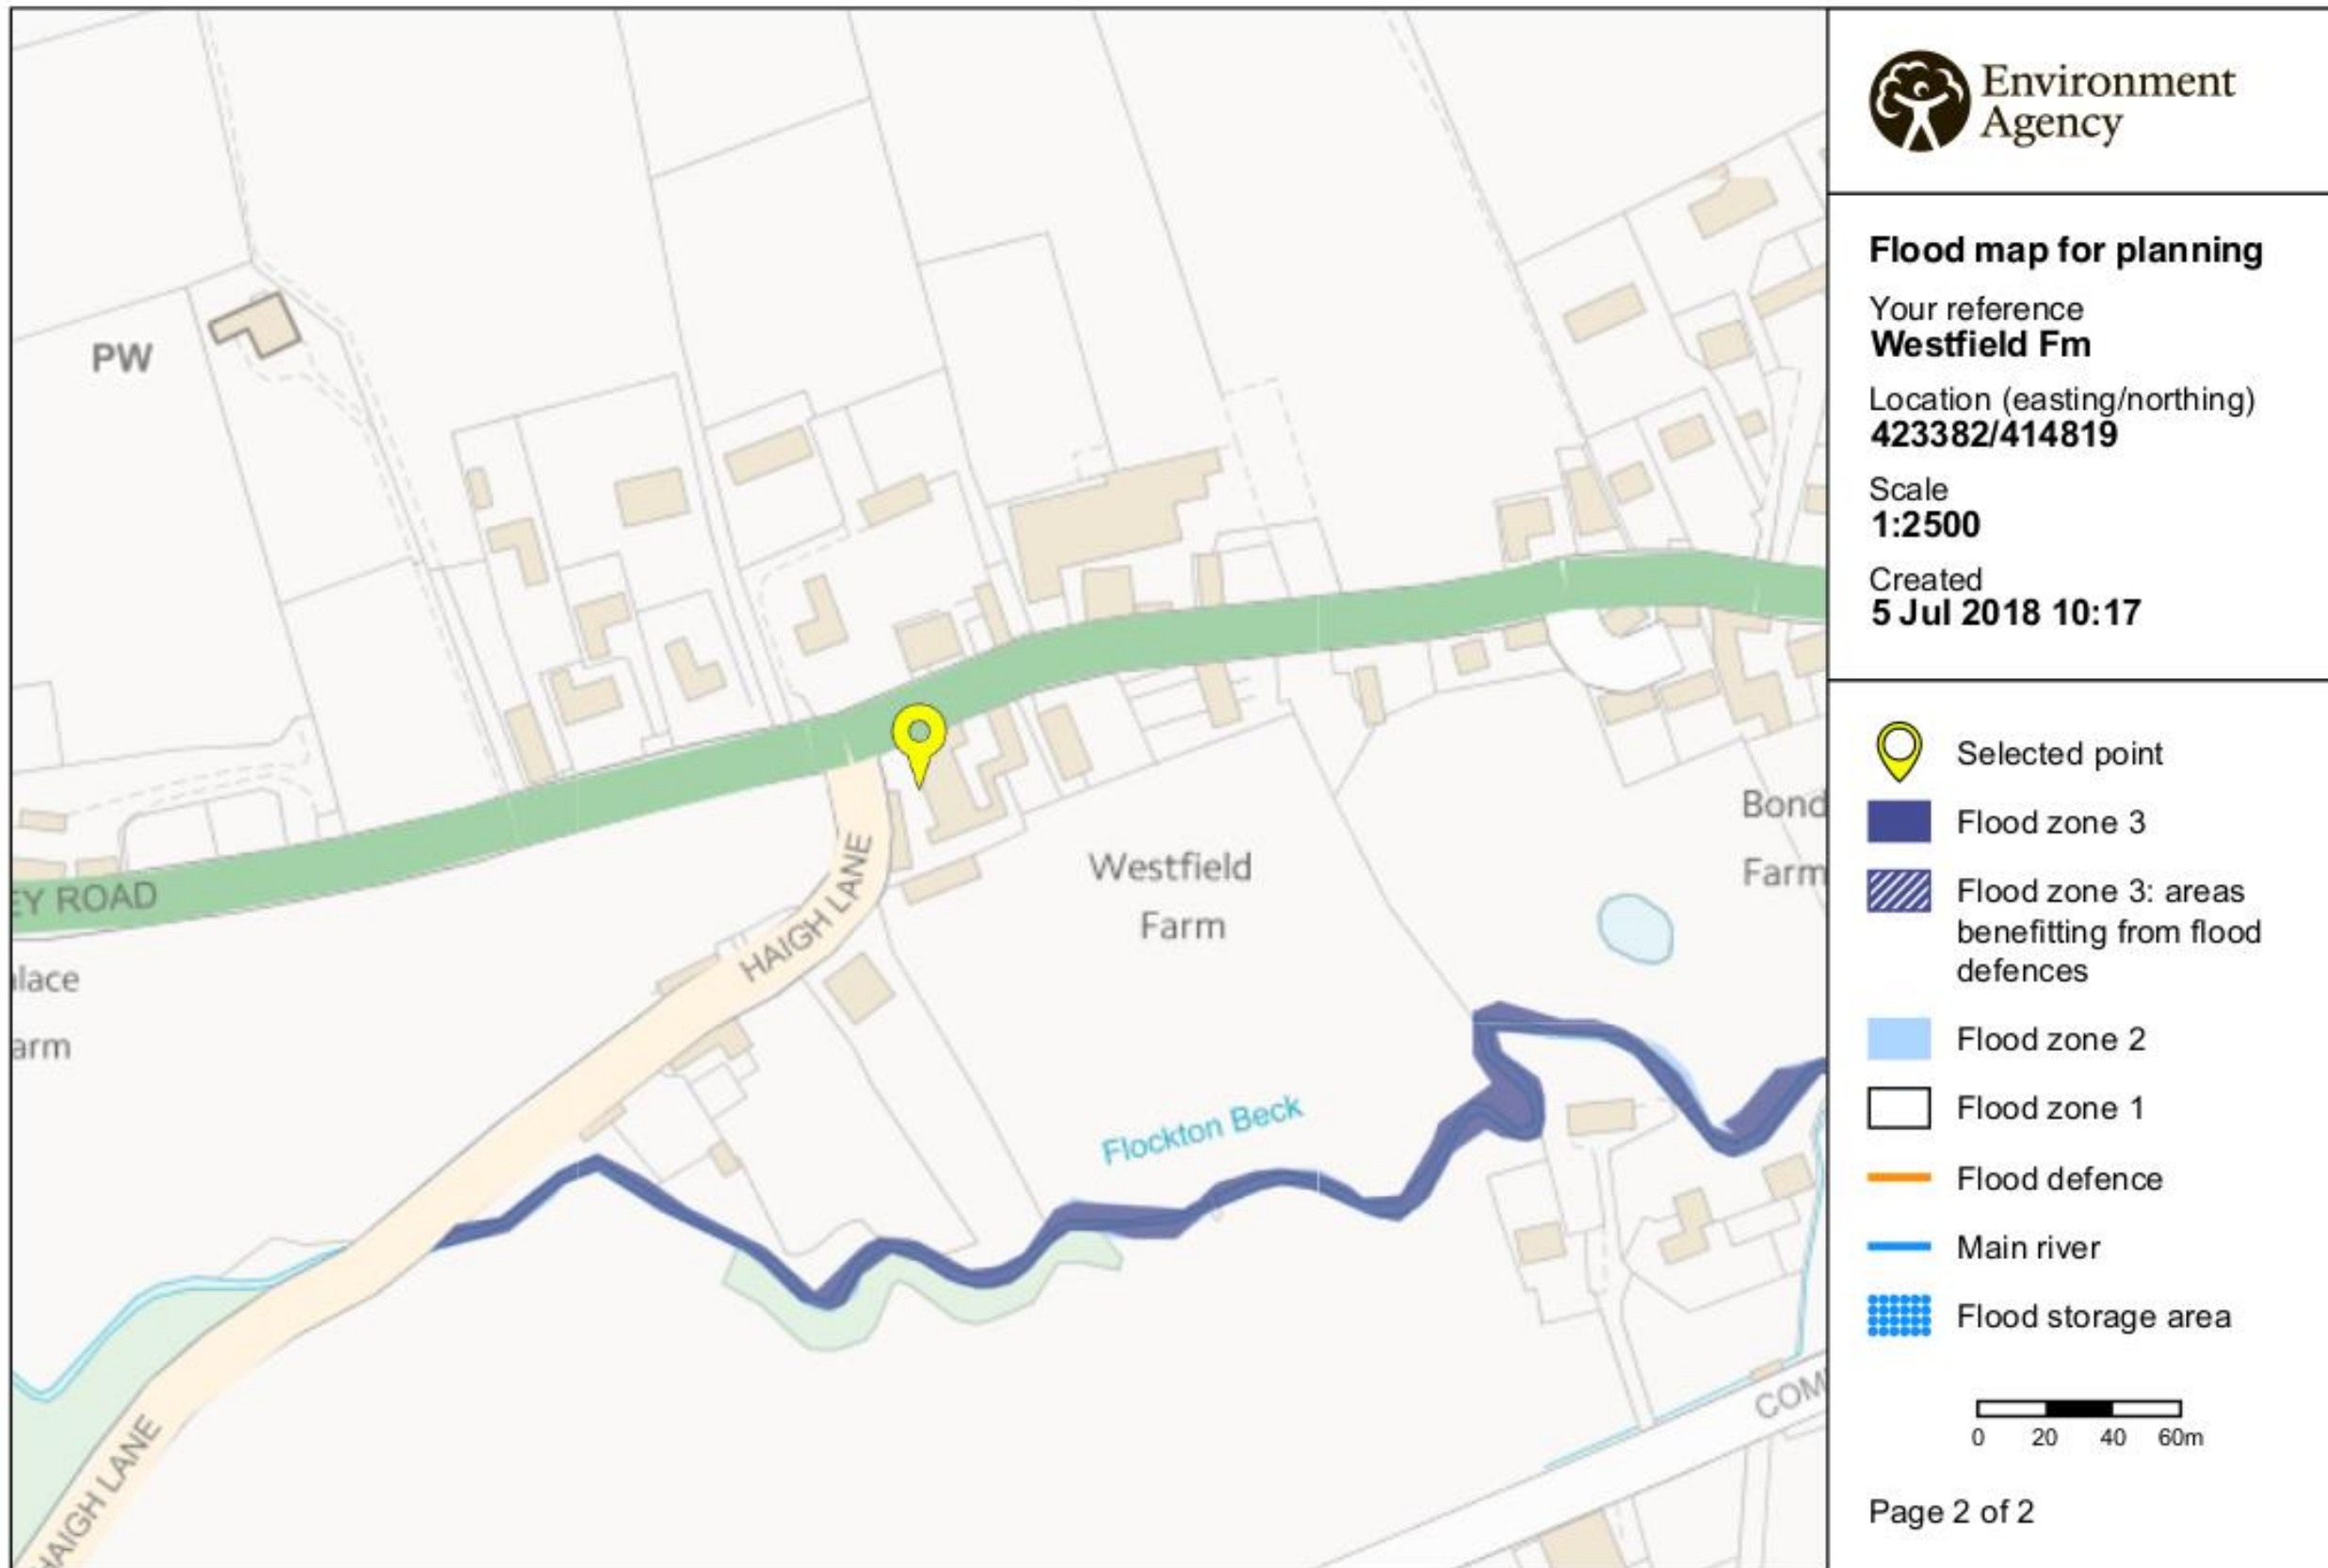 PW
EY ROAD
HAIGH LANE
Westfield
Farm
Bond
Farm
lace
arm
Flockton Beck
HAIGH LANE
COM
Environment
Agency
Flood map for planning
Your reference
Westfield Fm
Location (easting/northing)
423382/414819
Scale
1:2500
Created
5 Jul 2018 10:17
Selected point
Flood zone 3
Flood zone 3: areas
benefitting from flood
defences
Flood zone 2
Flood zone 1
Flood defence
Main river
Flood storage area
0 20 40 60m
Page 2 of 2